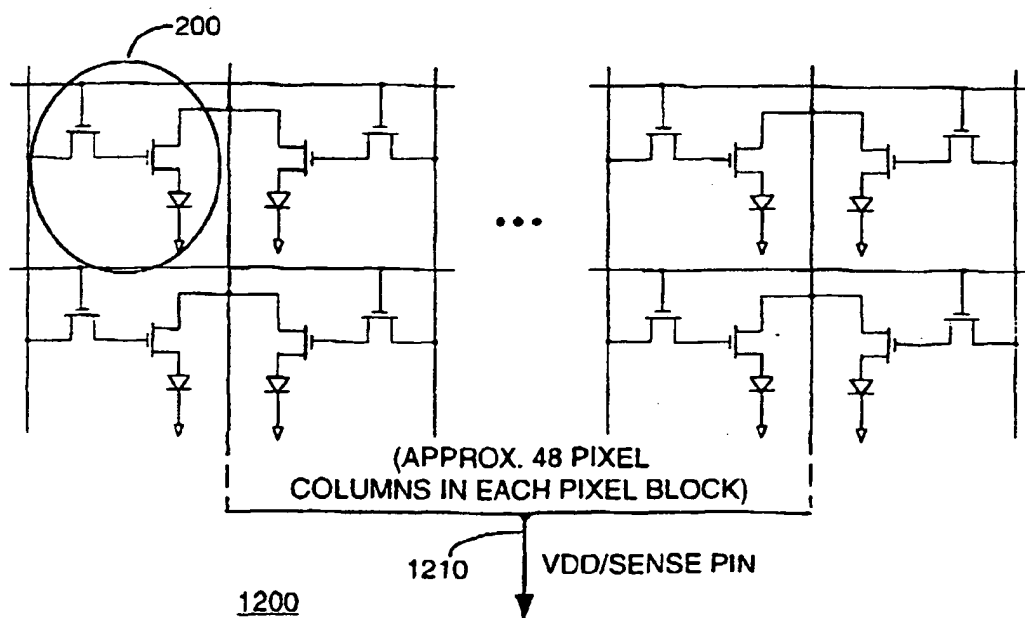 200
•••
(APPROX. 48 PIXEL
COLUMNS IN EACH PIXEL BLOCK)
1210
VDD/SENSE PIN
1200